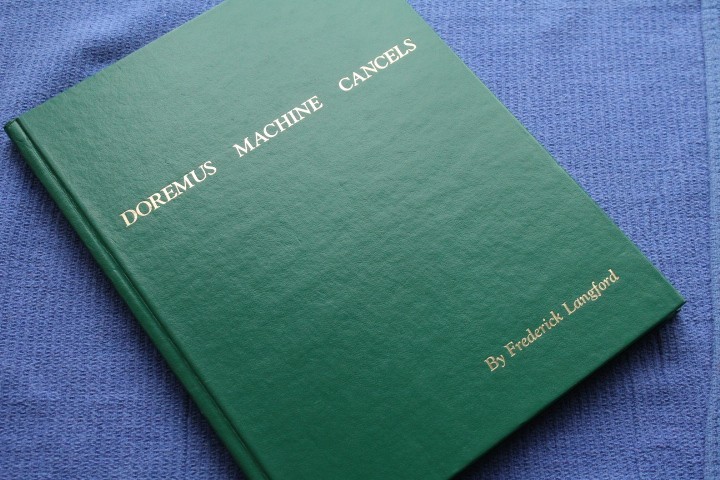 DOREMUS MACHINE CANCELS
By Frederick Langford